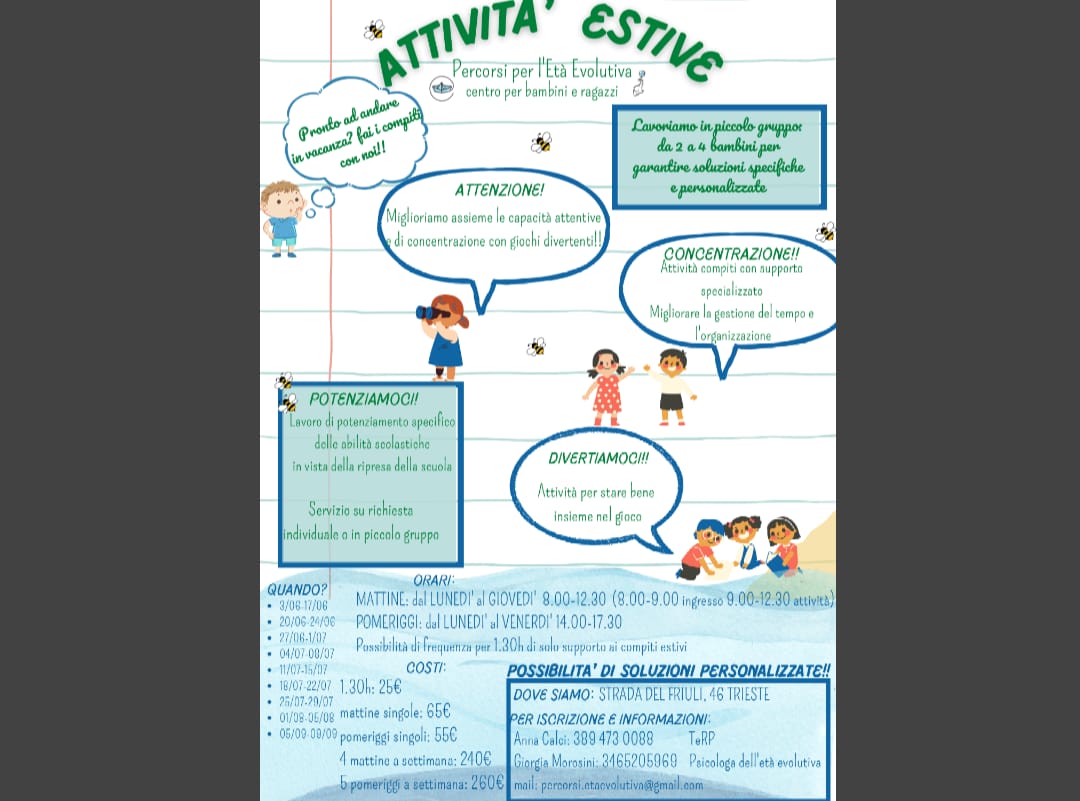 ATTIVITA' ESTIVE
Percorsi per l'Età Evolutiva
centro per bambini e ragazzi
Pronto ad andare
in vacanza? fai i compiti
con noi!!
Lavoriamo in piccolo gruppo:
da 2 a 4 bambini per
garantire soluzioni specifiche
e personalizzate
ATTENZIONE!
Miglioriamo assieme le capacità attentive
e di concentrazione con giochi divertenti!!
CONCENTRAZIONE!!
Attività compiti con supporto
specializzato
Migliorare la gestione del tempo e
l'organizzazione
POTENZIAMOCI!
Lavoro di potenziamento specifico
delle abilità scolastiche
in vista della ripresa della scuola
Servizio su richiesta
individuale o in piccolo gruppo
DIVERTIAMOCI!!
Attività per stare bene
insieme nel gioco
QUANDO?
• 3/06-17/06
• 20/06-24/06
• 27/06-1/07
• 04/07-08/07
• 11/07-15/07
• 18/07-22/07
• 25/07-29/07
• 01/08-05/08
• 05/09-09/09
ORARI:
MATTINE: dal LUNEDI' al GIOVEDI' 8.00-12.30 (8.00-9.00 ingresso 9.00-12.30 attività)
POMERIGGI: dal LUNEDI' al VENERDI' 14.00-17.30
Possibilità di frequenza per 1.30h di solo supporto ai compiti estivi
COSTI:
1.30h: 25€
mattine singole: 65€
pomeriggi singoli: 55€
4 mattine a settimana: 240€
5 pomeriggi a settimana: 260€
POSSIBILITA' DI SOLUZIONI PERSONALIZZATE!!
DOVE SIAMO: STRADA DEL FRIULI, 46 TRIESTE
PER ISCRIZIONE E INFORMAZIONI:
Anna Calci: 389 473 0088 TeRP
Giorgia Morosini: 3465205969 Psicologa dell'età evolutiva
mail: percorsi.etaevolutiva@gmail.com